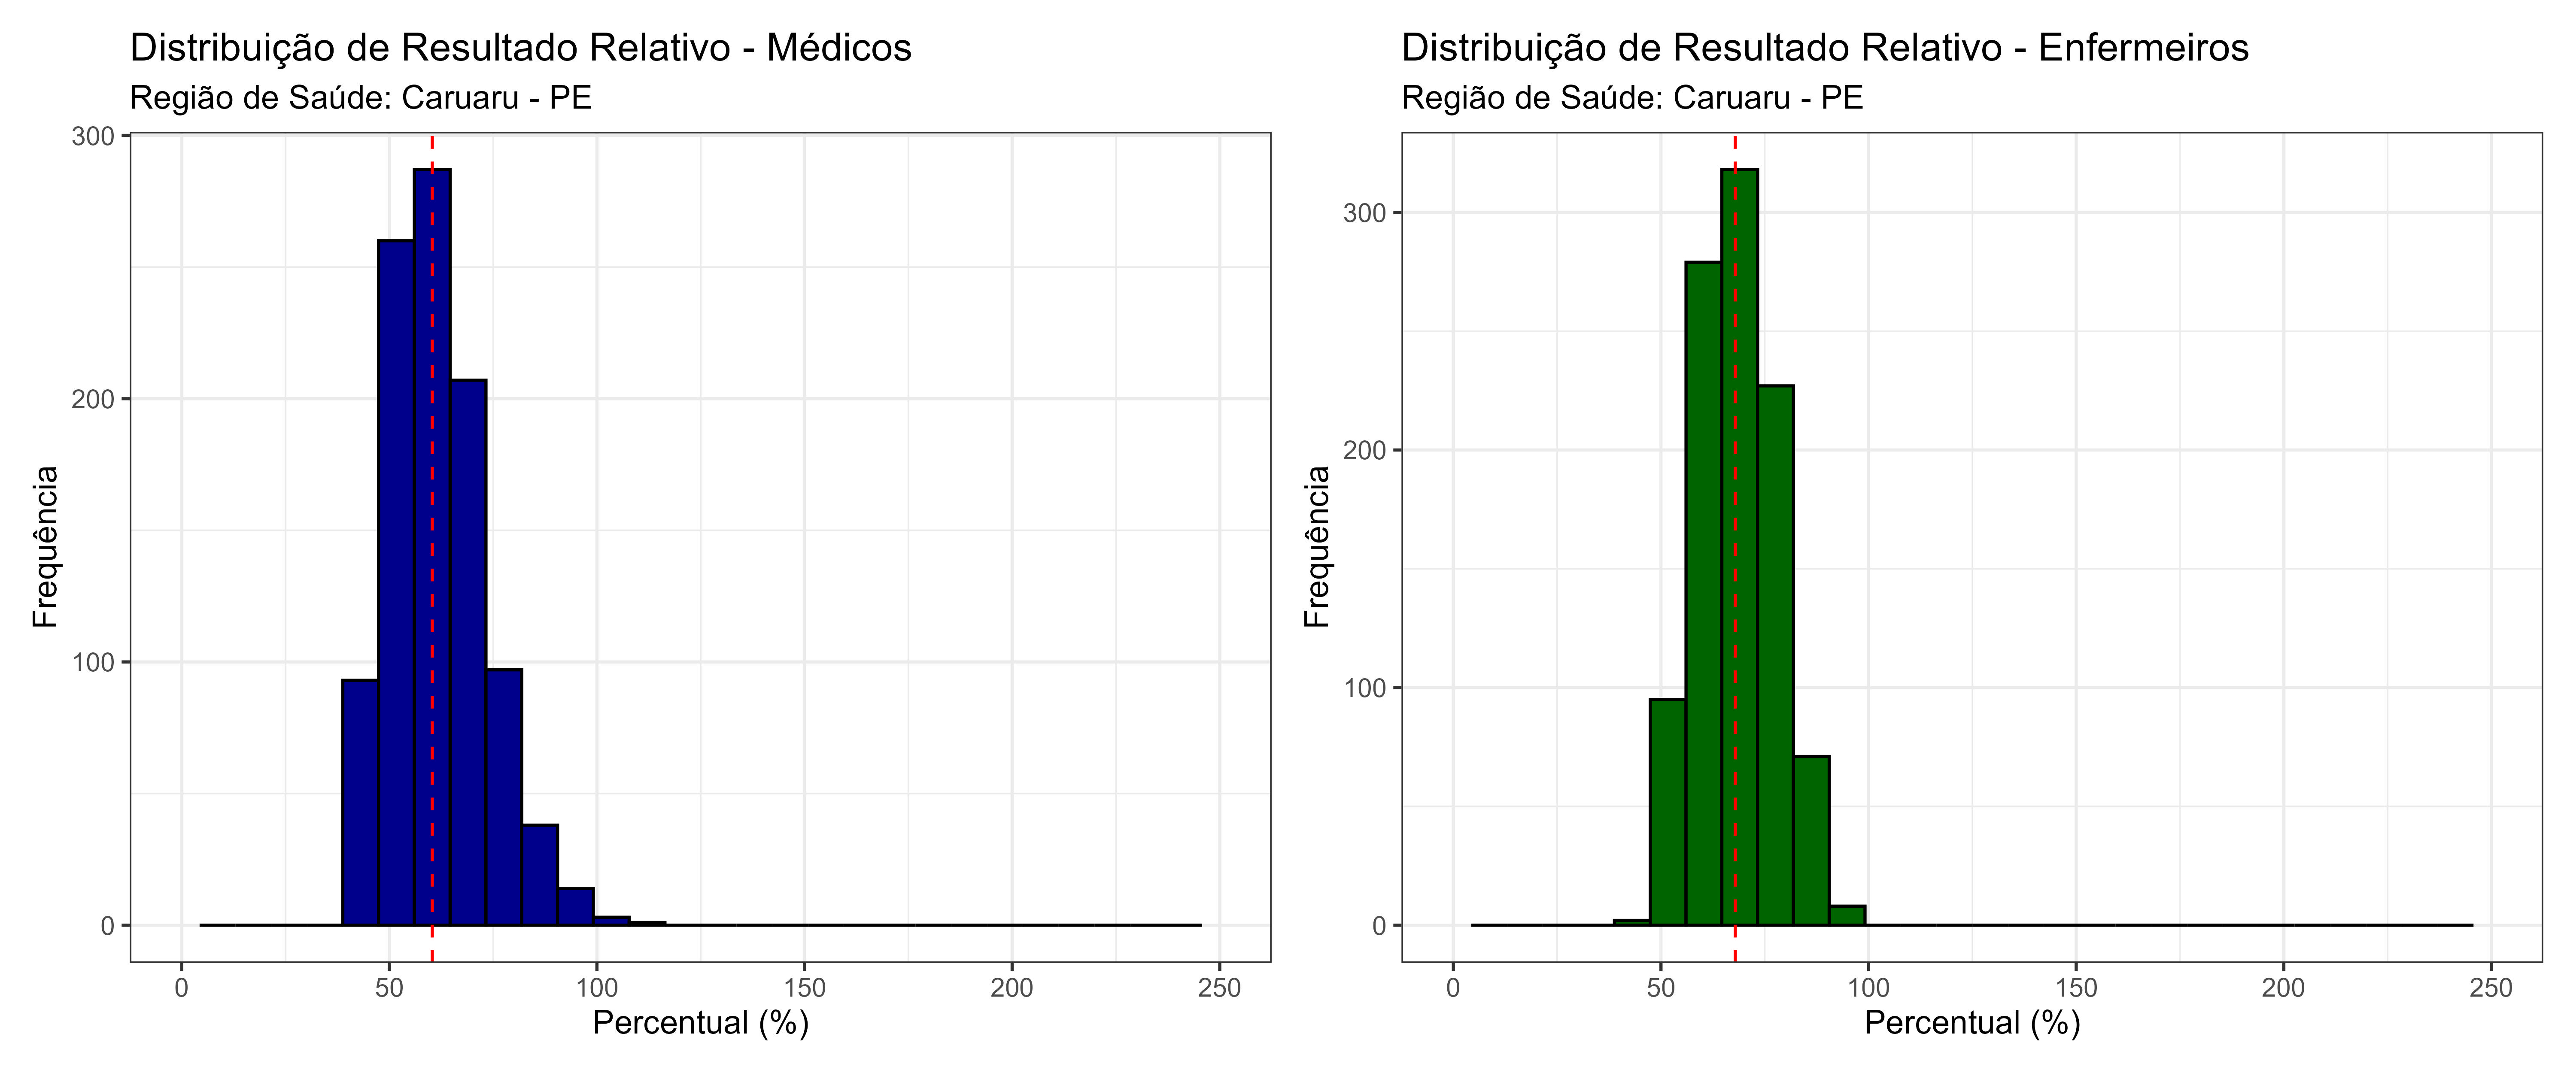 Distribuição de Resultado Relativo - Médicos
Região de Saúde: Caruaru - PE
300
200
100
0
Frequência
0 50 100 150 200 250
Percentual (%)
Distribuição de Resultado Relativo - Enfermeiros
Região de Saúde: Caruaru - PE
300
200
100
0
Frequência
0 50 100 150 200 250
Percentual (%)